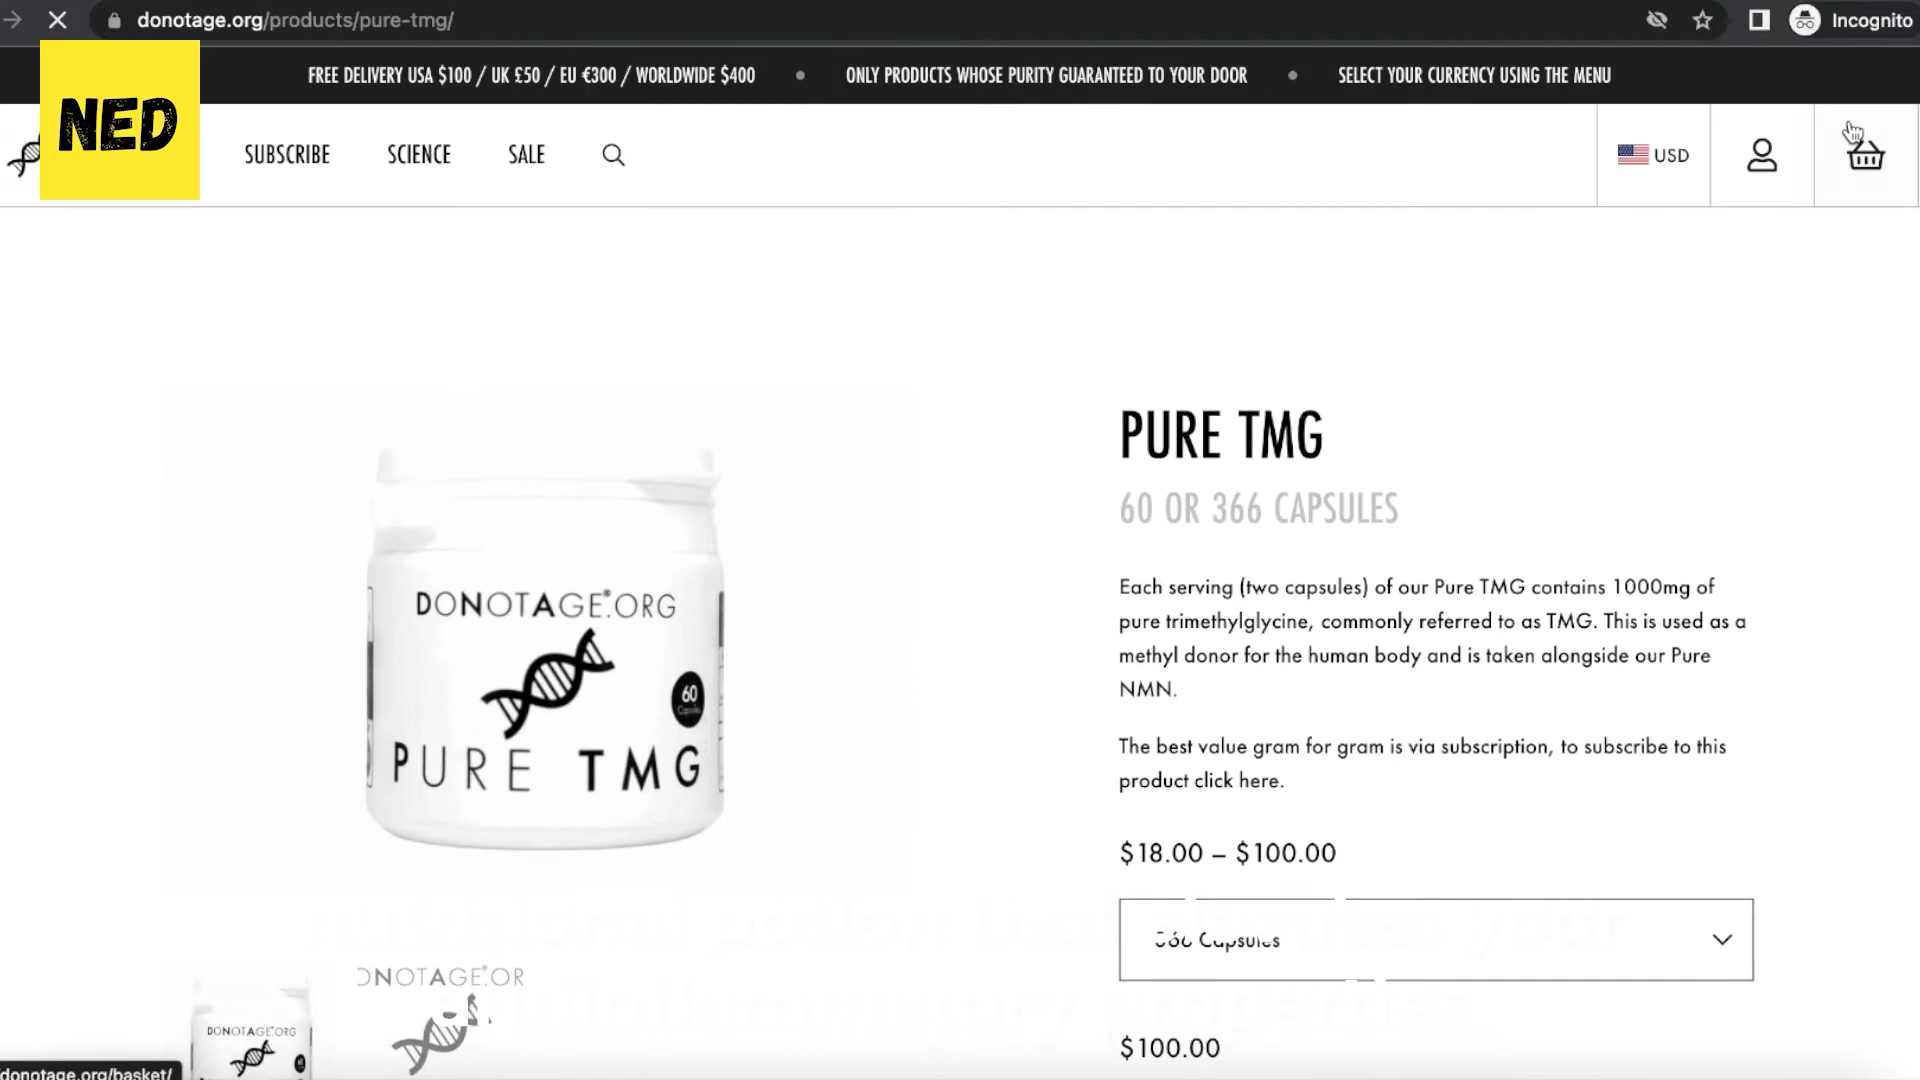 donotage.org/products/pure-tmg/
Incognito
FREE DELIVERY USA $100 / UK £50 / EU €300 / WORLDWIDE $400 • ONLY PRODUCTS WHOSE PURITY GUARANTEED TO YOUR DOOR • SELECT YOUR CURRENCY USING THE MENU
NED
SUBSCRIBE SCIENCE SALE
USD
PURE TMG
60 OR 366 CAPSULES
Each serving (two capsules) of our Pure TMG contains 1000mg of
pure trimethylglycine, commonly referred to as TMG. This is used as a
methyl donor for the human body and is taken alongside our Pure
NMN.
The best value gram for gram is via subscription, to subscribe to this
product click here.
$18.00 – $100.00
366 Capsules
$100.00
DONOTAGE®.ORG
60
Capsules
PURE TMG
DONOTAGE®.ORG
DONOTAGE®.OR
donotage.org/basket/